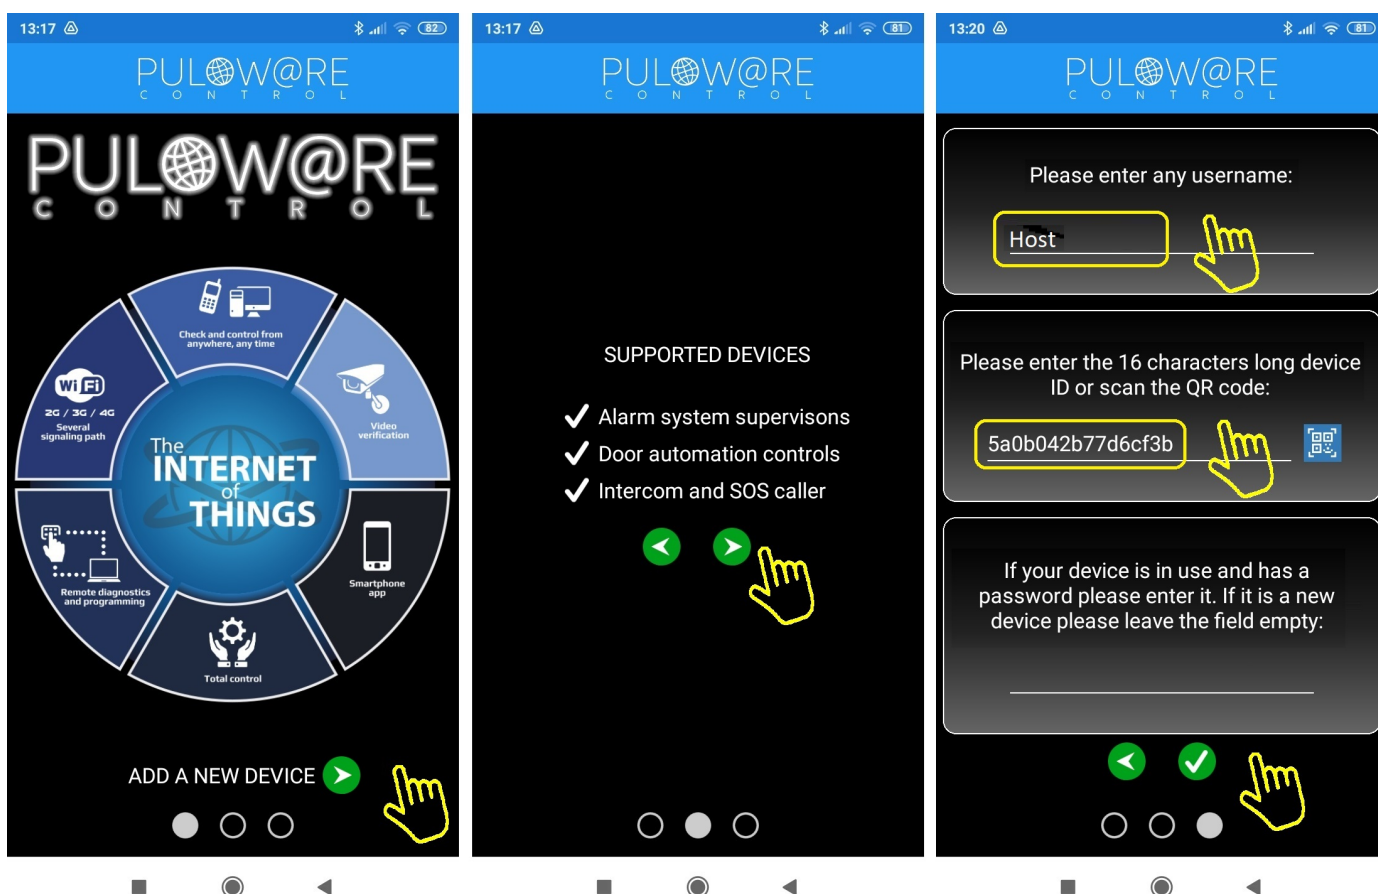 13:17
82
PULOW@RE
CONTROL
PULOW@RE
CONTROL
Check and control from
anywhere, any time
WiFi
2G / 3G / 4G
Several
signaling path
Video
verification
The
INTERNET
of
THINGS
Remote diagnostics
and programming
Smartphone
app
Total control
ADD A NEW DEVICE
13:17
81
PULOW@RE
CONTROL
SUPPORTED DEVICES
Alarm system supervisons
Door automation controls
Intercom and SOS caller
13:20
81
PULOW@RE
CONTROL
Please enter any username:
Host
Please enter the 16 characters long device
ID or scan the QR code:
5a0b042b77d6cf3b
If your device is in use and has a
password please enter it. If it is a new
device please leave the field empty: